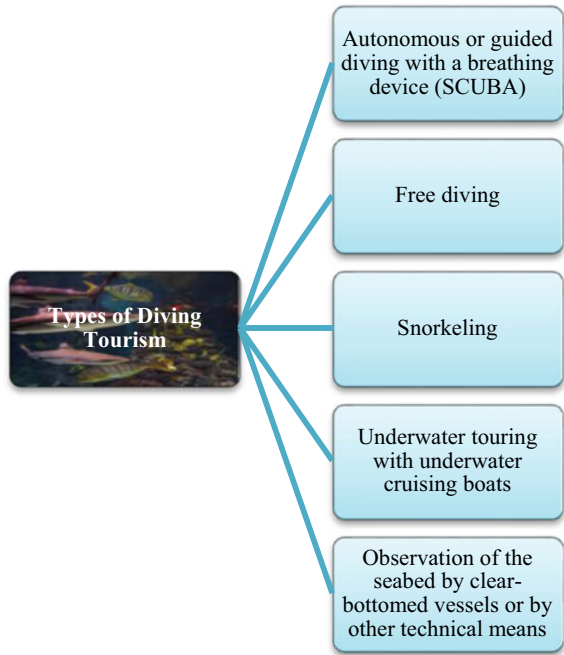 Autonomous or guided
diving with a breathing
device (SCUBA)
Free diving
Types of Diving
Tourism
Snorkeling
Underwater touring
with underwater
cruising boats
Observation of the
seabed by clear-
bottomed vessels or by
other technical means